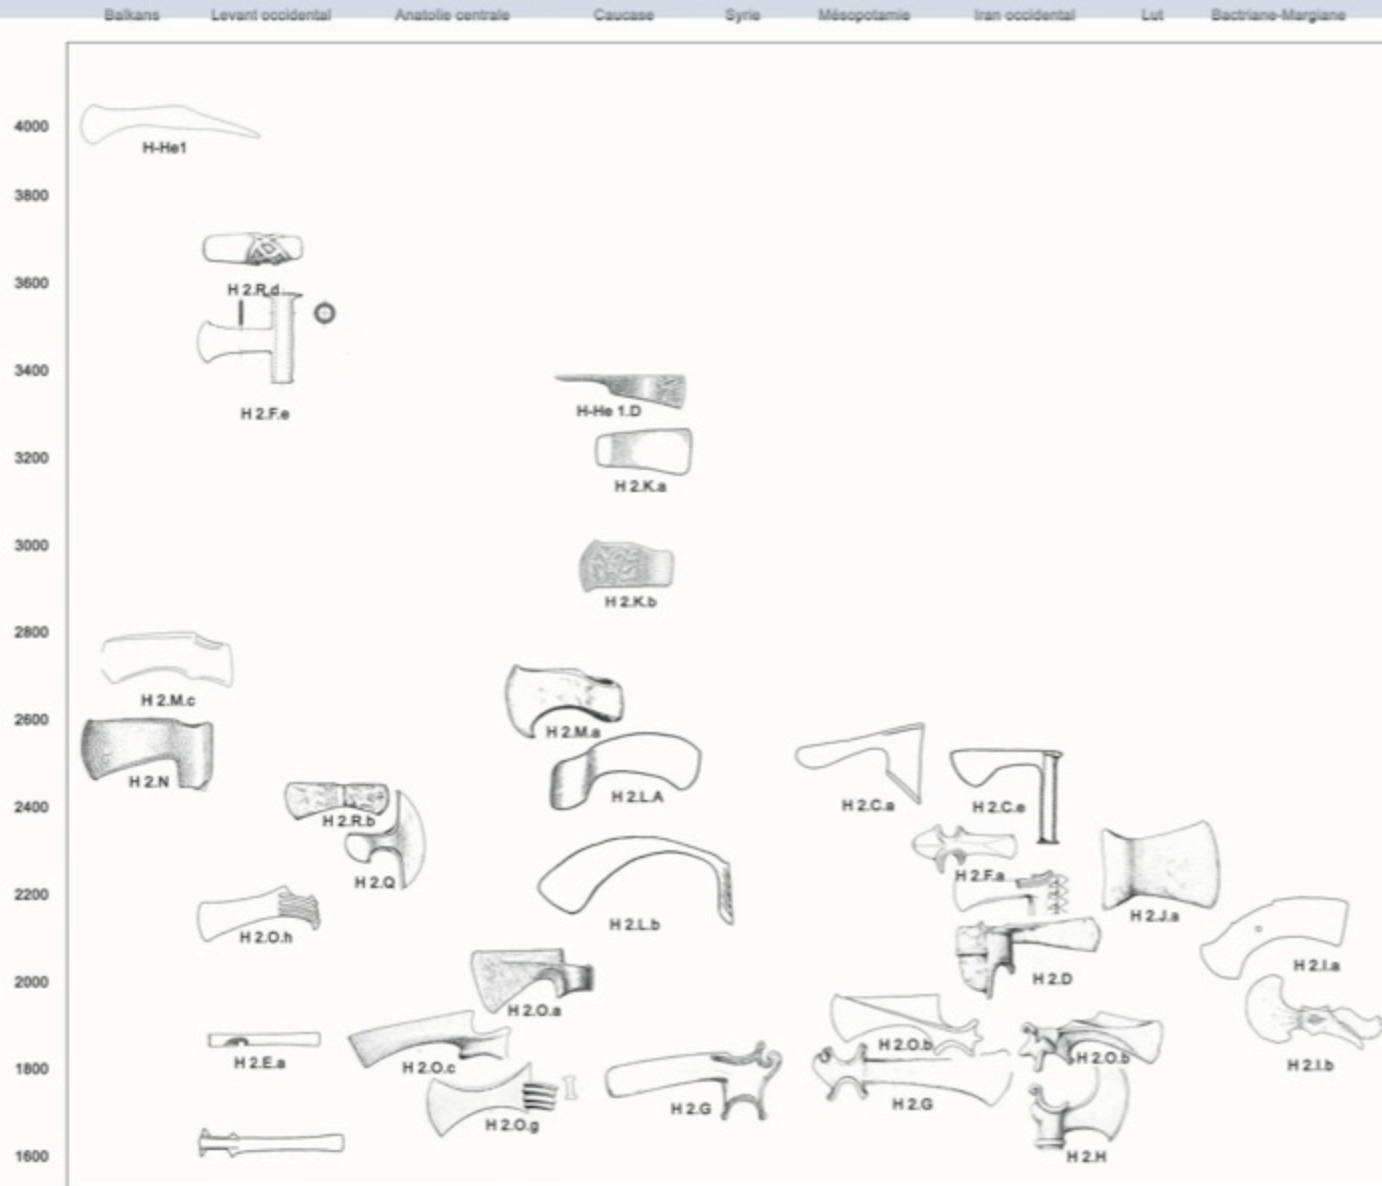 Balkans Levant occidental Anatolie centrale Caucase Syrie Mésopotamie Iran occidental Lut Bactriane-Margiane
4000
H-He1
3800
3600
H 2.R.d
3400
H-He 1.D
H 2.F.e
3200
H 2.K.a
3000
H 2.K.b
2800
H 2.M.c
2600
H 2.M.a
H 2.N
H 2.L.A
H 2.C.a
H 2.C.e
2400
H 2.R.b
H 2.Q
H 2.F.a
2200
H 2.J.a
H 2.L.b
H 2.O.h
H 2.I.a
2000
H 2.D
H 2.O.a
H 2.O.b
H 2.O.b
H 2.E.a
H 2.O.c
H 2.I.b
1800
H 2.G
H 2.G
H 2.O.g
1600
H 2.H